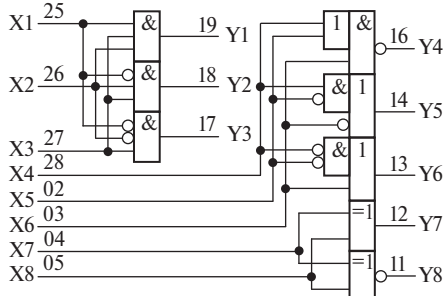 X1 25
X2 26
X3 27
X4 28
X5 02
X6 03
X7 04
X8 05
& 19 Y1
& 18 Y2
& 17 Y3
1 & 16 Y4
& 1 14 Y5
& 1 13 Y6
=1 12 Y7
=1 11 Y8